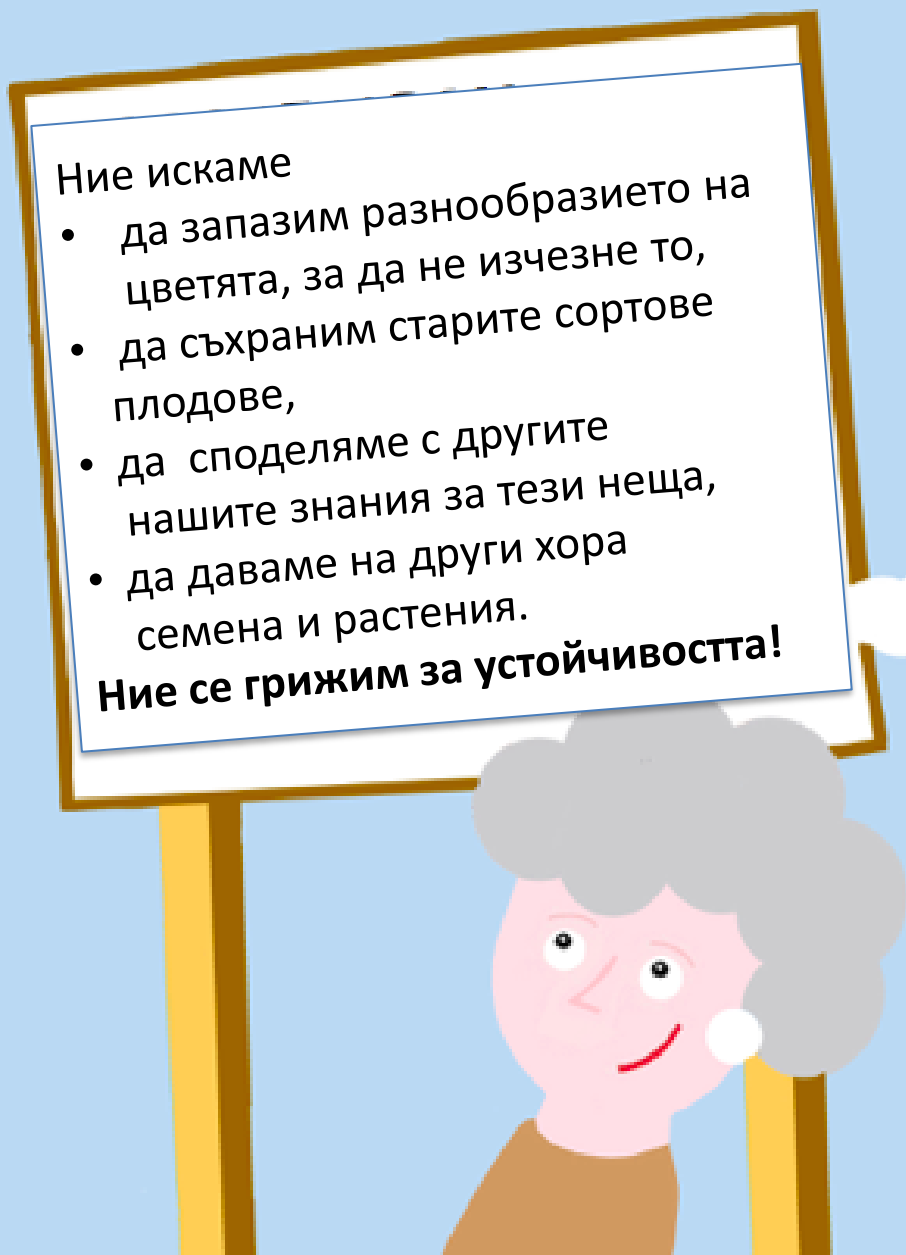 Ние искаме
• да запазим разнообразието на
цветята, за да не изчезне то,
• да съхраним старите сортове
плодове,
• да споделяме с другите
нашите знания за тези неща,
• да даваме на други хора
семена и растения.
Ние се грижим за устойчивостта!